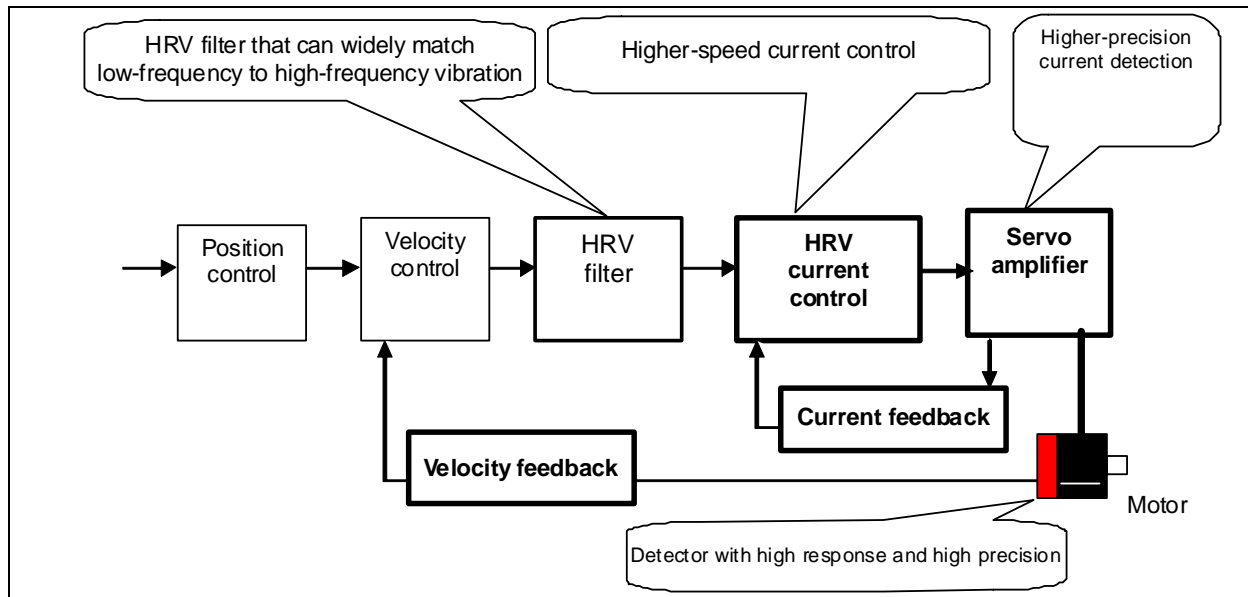 HRV filter that can widely match
low-frequency to high-frequency vibration
Higher-speed current control
Higher-precision
current detection
Position
control
Velocity
control
HRV
filter
HRV
current
control
Servo
amplifier
Current feedback
Velocity feedback
Motor
Detector with high response and high precision